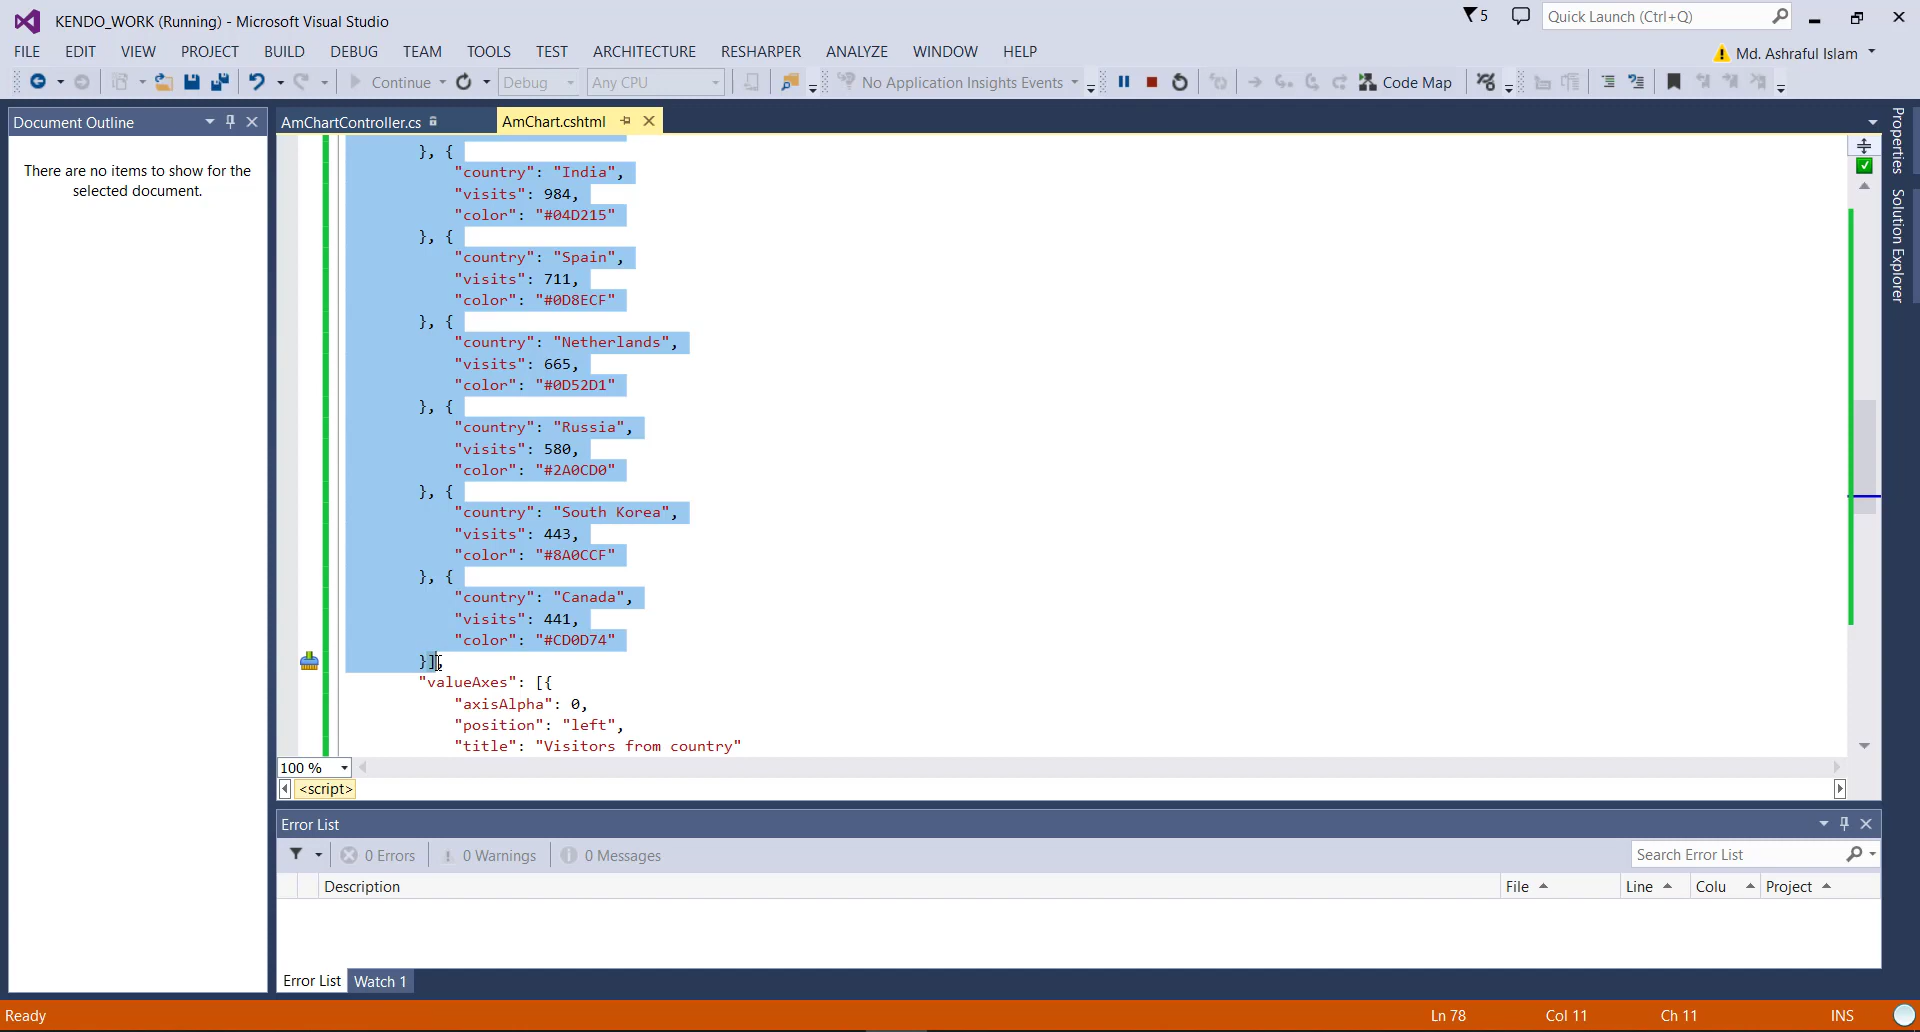 KENDO_WORK (Running) - Microsoft Visual Studio
5
Quick Launch (Ctrl+Q)
FILE EDIT VIEW PROJECT BUILD DEBUG TEAM TOOLS TEST ARCHITECTURE RESHARPER ANALYZE WINDOW HELP
Md. Ashraful Islam
Continue
Debug
Any CPU
No Application Insights Events
Code Map
Document Outline
There are no items to show for the
selected document.
AmChartController.cs
AmChart.cshtml
}, {
"country": "India",
"visits": 984,
"color": "#04D215"
}, {
"country": "Spain",
"visits": 711,
"color": "#0D8ECF"
}, {
"country": "Netherlands",
"visits": 665,
"color": "#0D52D1"
}, {
"country": "Russia",
"visits": 580,
"color": "#2A0CD0"
}, {
"country": "South Korea",
"visits": 443,
"color": "#8A0CCF"
}, {
"country": "Canada",
"visits": 441,
"color": "#CD0D74"
}],
"valueAxes": [{
"axisAlpha": 0,
"position": "left",
"title": "Visitors from country"
100 %
<script>
Properties
Solution Explorer
Error List
0 Errors
0 Warnings
0 Messages
Search Error List
Description File Line Colu Project
Error List
Watch 1
Ready
Ln 78 Col 11 Ch 11 INS